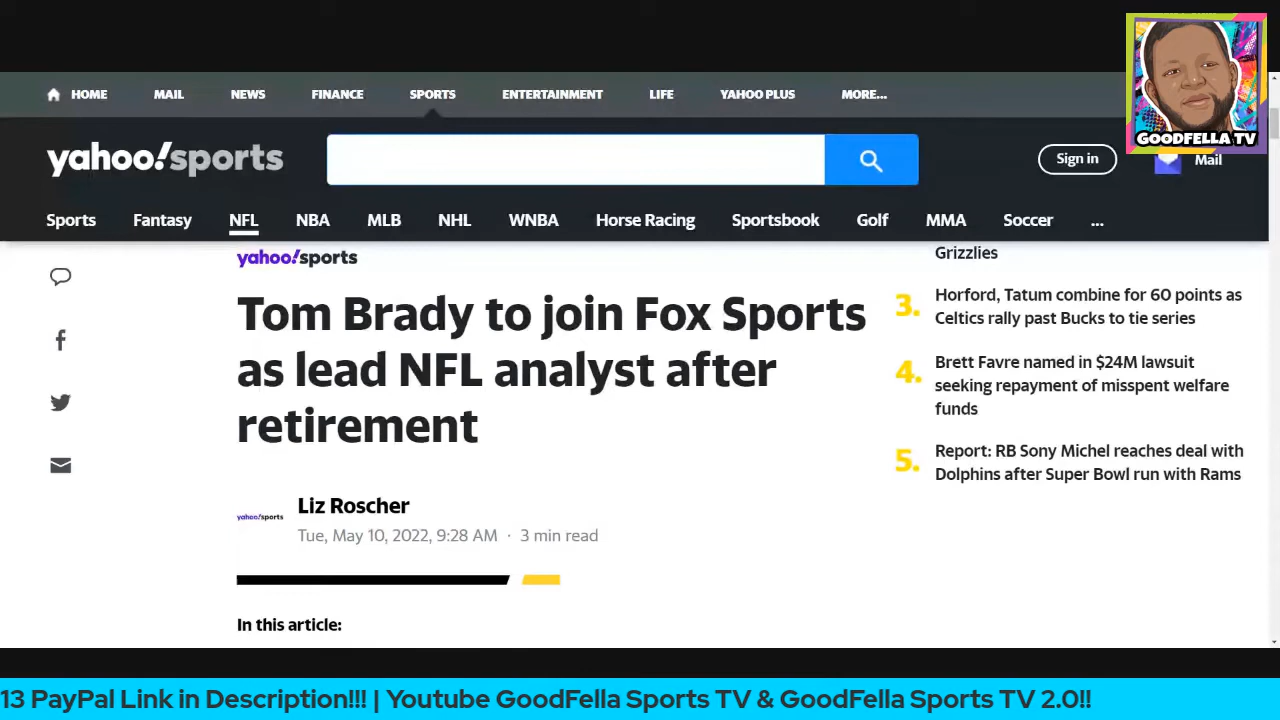 GOODFELLA TV
HOME MAIL NEWS FINANCE SPORTS ENTERTAINMENT LIFE YAHOO PLUS MORE...
yahoo!sports
Sign in
Mail
Sports Fantasy NFL NBA MLB NHL WNBA Horse Racing Sportsbook Golf MMA Soccer ...
yahoo!sports
Tom Brady to join Fox Sports
as lead NFL analyst after
retirement
yahoo!sports
Liz Roscher
Tue, May 10, 2022, 9:28 AM · 3 min read
In this article:
Grizzlies
3. Horford, Tatum combine for 60 points as
Celtics rally past Bucks to tie series
4. Brett Favre named in $24M lawsuit
seeking repayment of misspent welfare
funds
5. Report: RB Sony Michel reaches deal with
Dolphins after Super Bowl run with Rams
13 PayPal Link in Description!!! | Youtube GoodFella Sports TV & GoodFella Sports TV 2.0!!